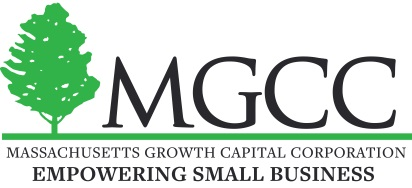 MGCC
MASSACHUSETTS GROWTH CAPITAL CORPORATION
EMPOWERING SMALL BUSINESS